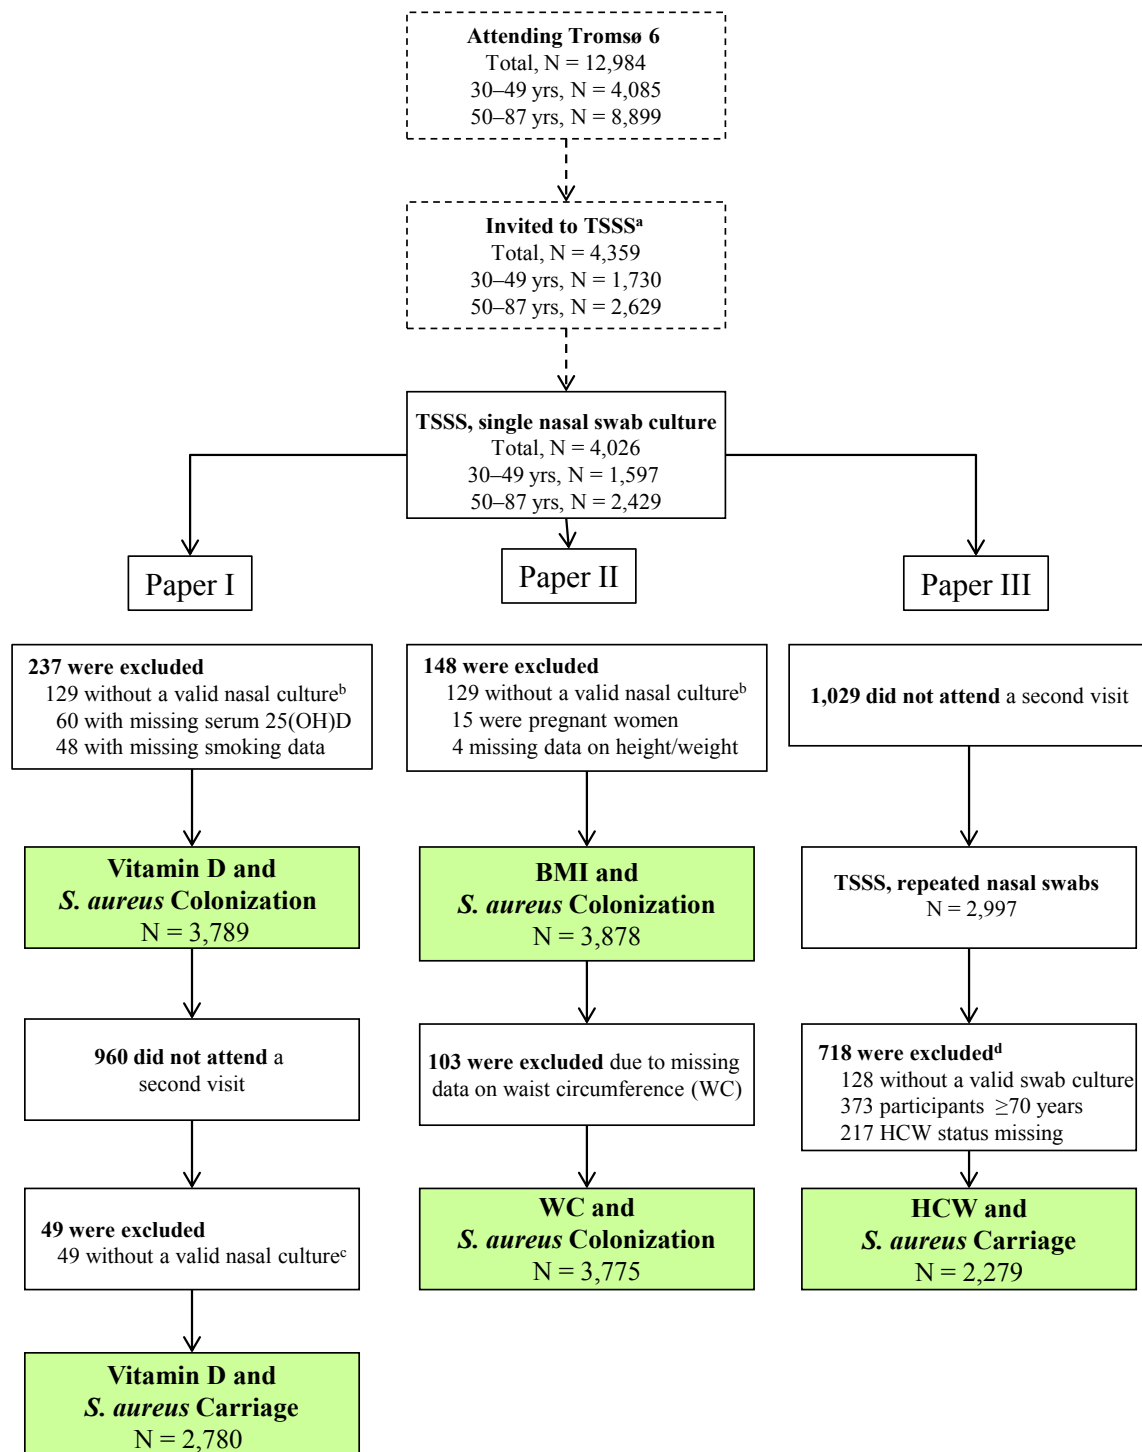 Attending Tromsø 6
Total, N = 12,984
30–49 yrs, N = 4,085
50–87 yrs, N = 8,899
Invited to TSSSᵃ
Total, N = 4,359
30–49 yrs, N = 1,730
50–87 yrs, N = 2,629
TSSS, single nasal swab culture
Total, N = 4,026
30–49 yrs, N = 1,597
50–87 yrs, N = 2,429
Paper I
Paper II
Paper III
237 were excluded
129 without a valid nasal cultureᵇ
60 with missing serum 25(OH)D
48 with missing smoking data
148 were excluded
129 without a valid nasal cultureᵇ
15 were pregnant women
4 missing data on height/weight
1,029 did not attend a second visit
Vitamin D and
S. aureus Colonization
N = 3,789
BMI and
S. aureus Colonization
N = 3,878
TSSS, repeated nasal swabs
N = 2,997
960 did not attend a
second visit
103 were excluded due to missing
data on waist circumference (WC)
718 were excludedᵈ
128 without a valid swab culture
373 participants ≥70 years
217 HCW status missing
49 were excluded
49 without a valid nasal cultureᶜ
WC and
S. aureus Colonization
N = 3,775
HCW and
S. aureus Carriage
N = 2,279
Vitamin D and
S. aureus Carriage
N = 2,780